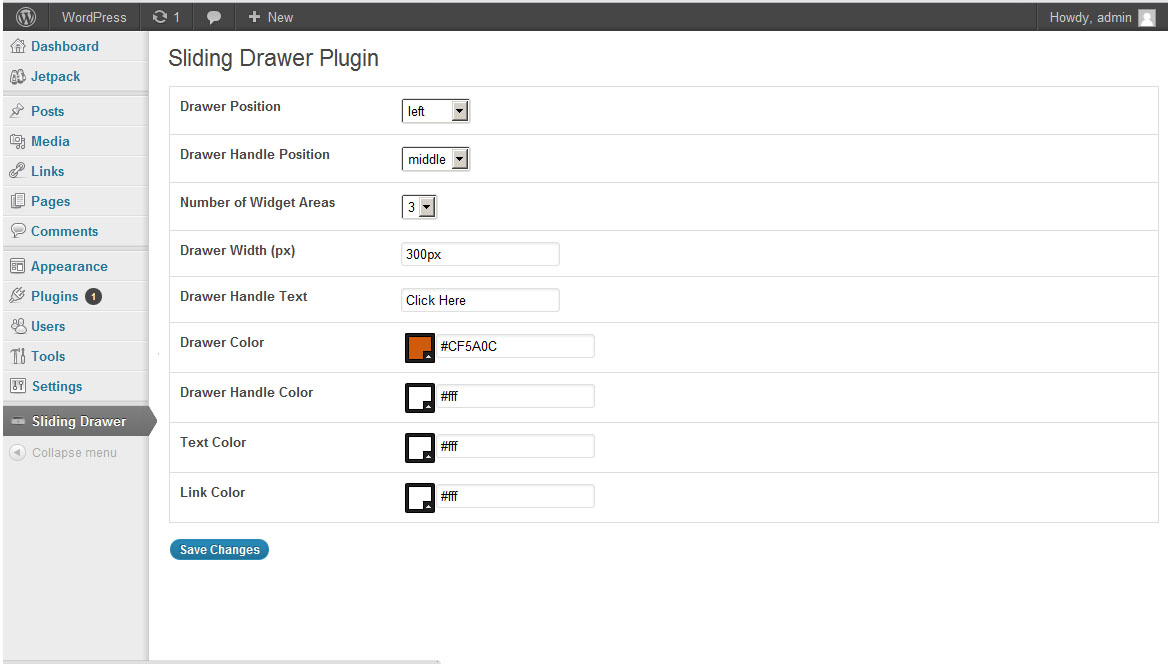 WordPress 1 New Howdy, admin
Dashboard
Jetpack
Posts
Media
Links
Pages
Comments
Appearance
Plugins 1
Users
Tools
Settings
Sliding Drawer
Collapse menu
Sliding Drawer Plugin
Drawer Position left
Drawer Handle Position middle
Number of Widget Areas 3
Drawer Width (px) 300px
Drawer Handle Text Click Here
Drawer Color #CF5A0C
Drawer Handle Color #fff
Text Color #fff
Link Color #fff
Save Changes